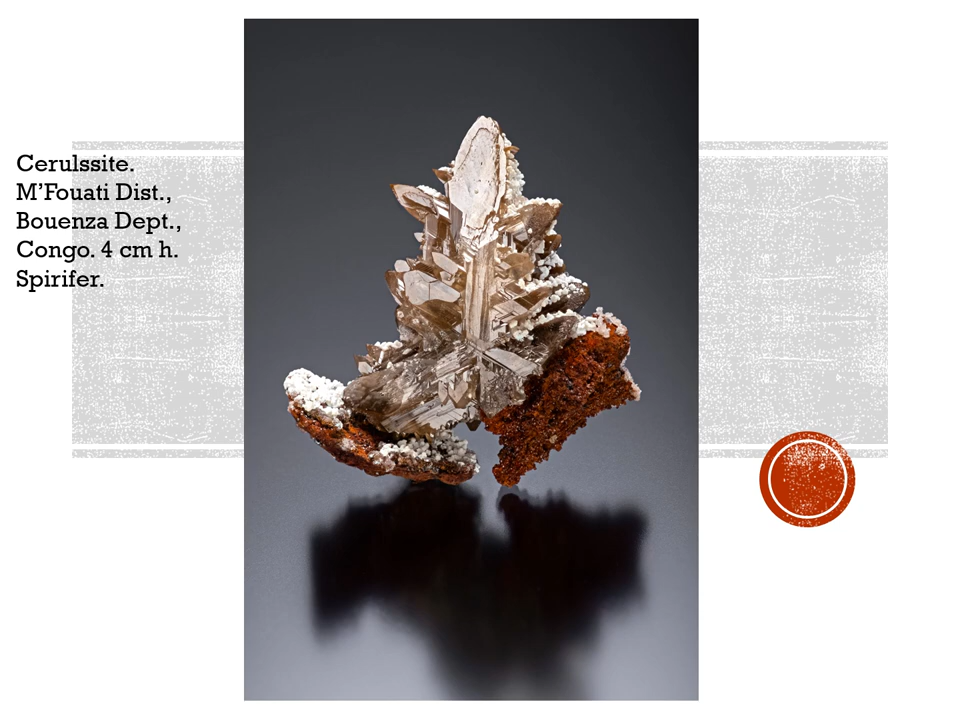 Cerulssite.
M’Fouati Dist.,
Bouenza Dept.,
Congo. 4 cm h.
Spirifer.